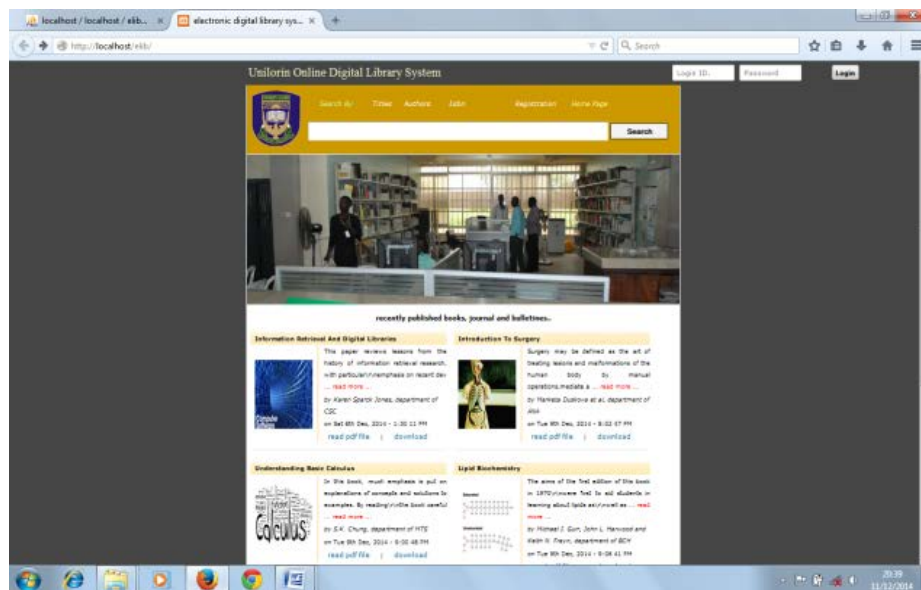 localhost / localhost / elib...
electronic digital library sys...
http://localhost/elib/
Search
Unilorin Online Digital Library System
Login ID.
Password
Login
Search By Titles Authors Isbn Registration Home Page
Search
recently published books, journal and bulletines..
Information Retrieval And Digital Libraries
This paper reviews lessons from the
history of information retrieval research,
with particular\r\nemphasis on recent dev
... read more ...
by Karen Sparck Jones, department of
CSC
on Sat 6th Dec, 2014 - 1:30:11 PM
read pdf file | download
Introduction To Surgery
Surgery may be defined as the art of
treating lesions and malformations of the
human body by manual
operations,mediate a ... read more ...
by Marketa Duskova et al, department of
on Tue 9th Dec, 2014 - 8:02:47 PM
read pdf file | download
Understanding Basic Calculus
In this book, much emphasis is put on
explanations of concepts and solutions to
examples. By reading\r\nthe book careful
... read more ...
by S.K. Chung, department of MTS
on Tue 9th Dec, 2014 - 9:00:48 PM
read pdf file | download
CALCULUS
Lipid Biochemistry
The aims of the first edition of this book
in 1970\r\nwere first to aid students in
learning about lipids as\r\nwell as ... read
more ...
by Michael I. Gurr, John L. Harwood and
Keith N. Frayn, department of BCH
on Tue 9th Dec, 2014 - 9:06:41 PM
20:39
11/12/2014